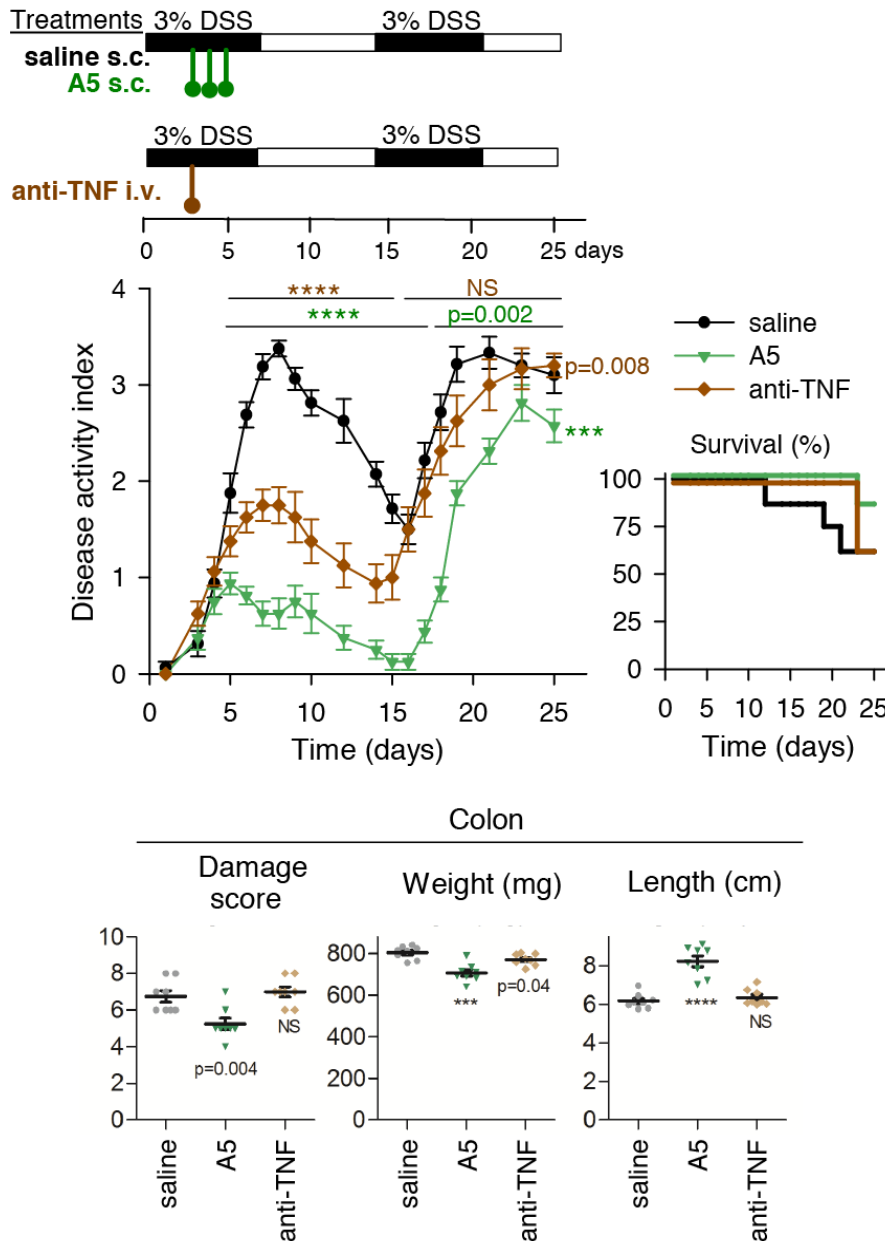 Treatments
3% DSS 3% DSS
saline s.c.
A5 s.c.
3% DSS 3% DSS
anti-TNF i.v.
0 5 10 15 20 25 days
Disease activity index
4
3
2
1
0
**** NS
**** p=0.002
p=0.008
***
0 5 10 15 20 25
Time (days)
saline
A5
anti-TNF
Survival (%)
100
75
50
25
0
0 5 10 15 20 25
Time (days)
Colon
Damage score
10
8
6
4
2
0
p=0.004
NS
saline
A5
anti-TNF
Weight (mg)
800
600
400
200
0
***
p=0.04
saline
A5
anti-TNF
Length (cm)
8
6
4
2
0
****
NS
saline
A5
anti-TNF